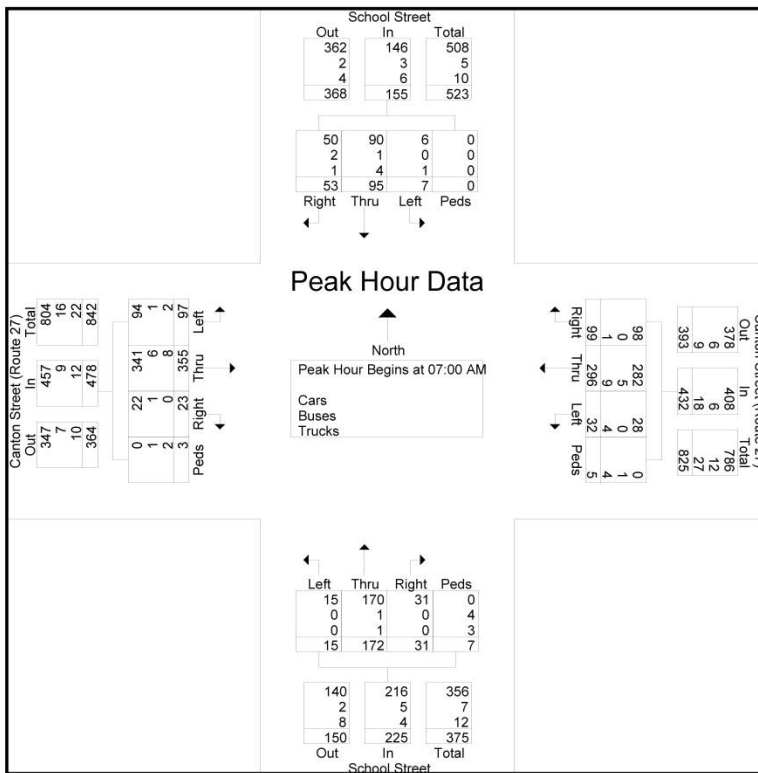 School Street
Out In Total
362 146 508
2 3 5
4 6 10
368 155 523
50 90 6 0
2 1 0 0
1 4 1 0
53 95 7 0
Right Thru Left Peds
Canton Street (Route 27)
Out In Total
347 457 804
7 9 16
10 12 22
364 478 842
0 22 341 94
1 1 6 1
2 0 8 2
3 23 355 97
Peds Right Thru Left
Peak Hour Data
North
Peak Hour Begins at 07:00 AM
Cars
Buses
Trucks
Canton Street (Route 27)
Out In Total
378 408 786
6 6 12
9 18 27
393 432 825
98 282 28 0
0 5 0 1
1 9 4 4
99 296 32 5
Right Thru Left Peds
Left Thru Right Peds
15 170 31 0
0 1 0 4
0 1 0 3
15 172 31 7
140 216 356
2 5 7
8 4 12
150 225 375
Out In Total
School Street